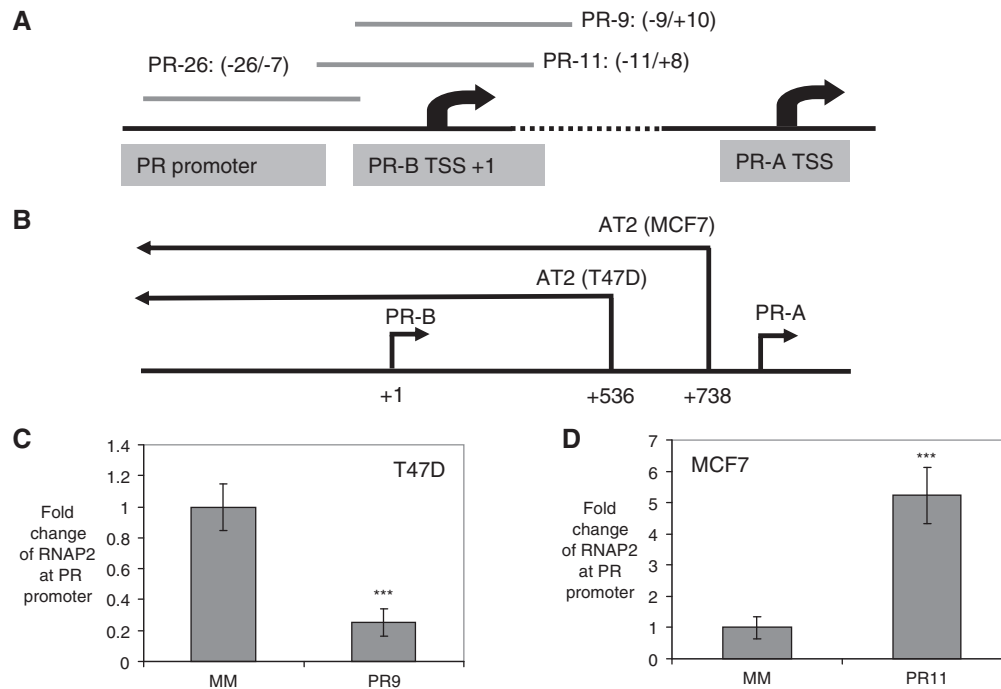 A
PR-9: (-9/+10)
PR-26: (-26/-7)
PR-11: (-11/+8)
PR promoter
PR-B TSS +1
PR-A TSS
B
AT2 (MCF7)
AT2 (T47D)
PR-B
PR-A
+1
+536
+738
C
T47D
Fold
change
of RNAP2
at PR
promoter
1.4
1.2
1
0.8
0.6
0.4
0.2
0
***
MM
PR9
D
MCF7
Fold
change
of RNAP2
at PR
promoter
7
6
5
4
3
2
1
0
***
MM
PR11